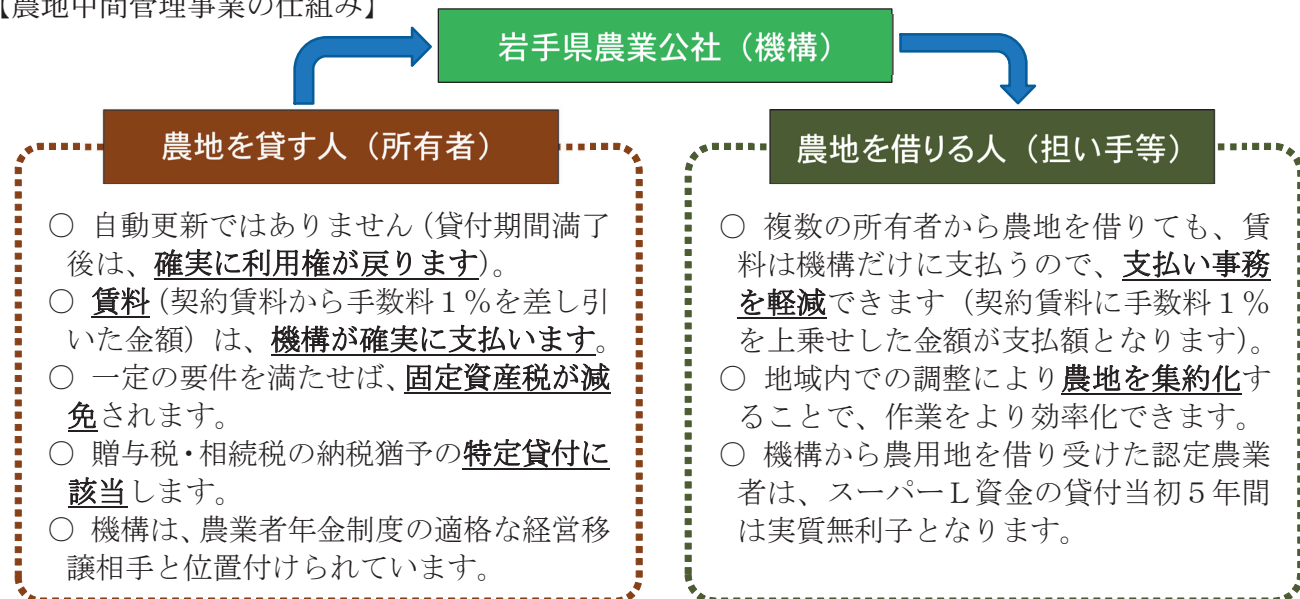 【農地中間管理事業の仕組み】
岩手県農業公社（機構）
農地を貸す人（所有者）
○ 自動更新ではありません（貸付期間満了
後は、確実に利用権が戻ります）。
○ 賃料（契約賃料から手数料１％を差し引
いた金額）は、機構が確実に支払います。
○ 一定の要件を満たせば、固定資産税が減
免されます。
○ 贈与税・相続税の納税猶予の特定貸付に
該当します。
○ 機構は、農業者年金制度の適格な経営移
譲相手と位置付けられています。
農地を借りる人（担い手等）
○ 複数の所有者から農地を借りても、賃
料は機構だけに支払うので、支払い事務
を軽減できます（契約賃料に手数料１％
を上乗せした金額が支払額となります）。
○ 地域内での調整により農地を集約化す
ることで、作業をより効率化できます。
○ 機構から農用地を借り受けた認定農業
者は、スーパーＬ資金の貸付当初５年間
は実質無利子となります。